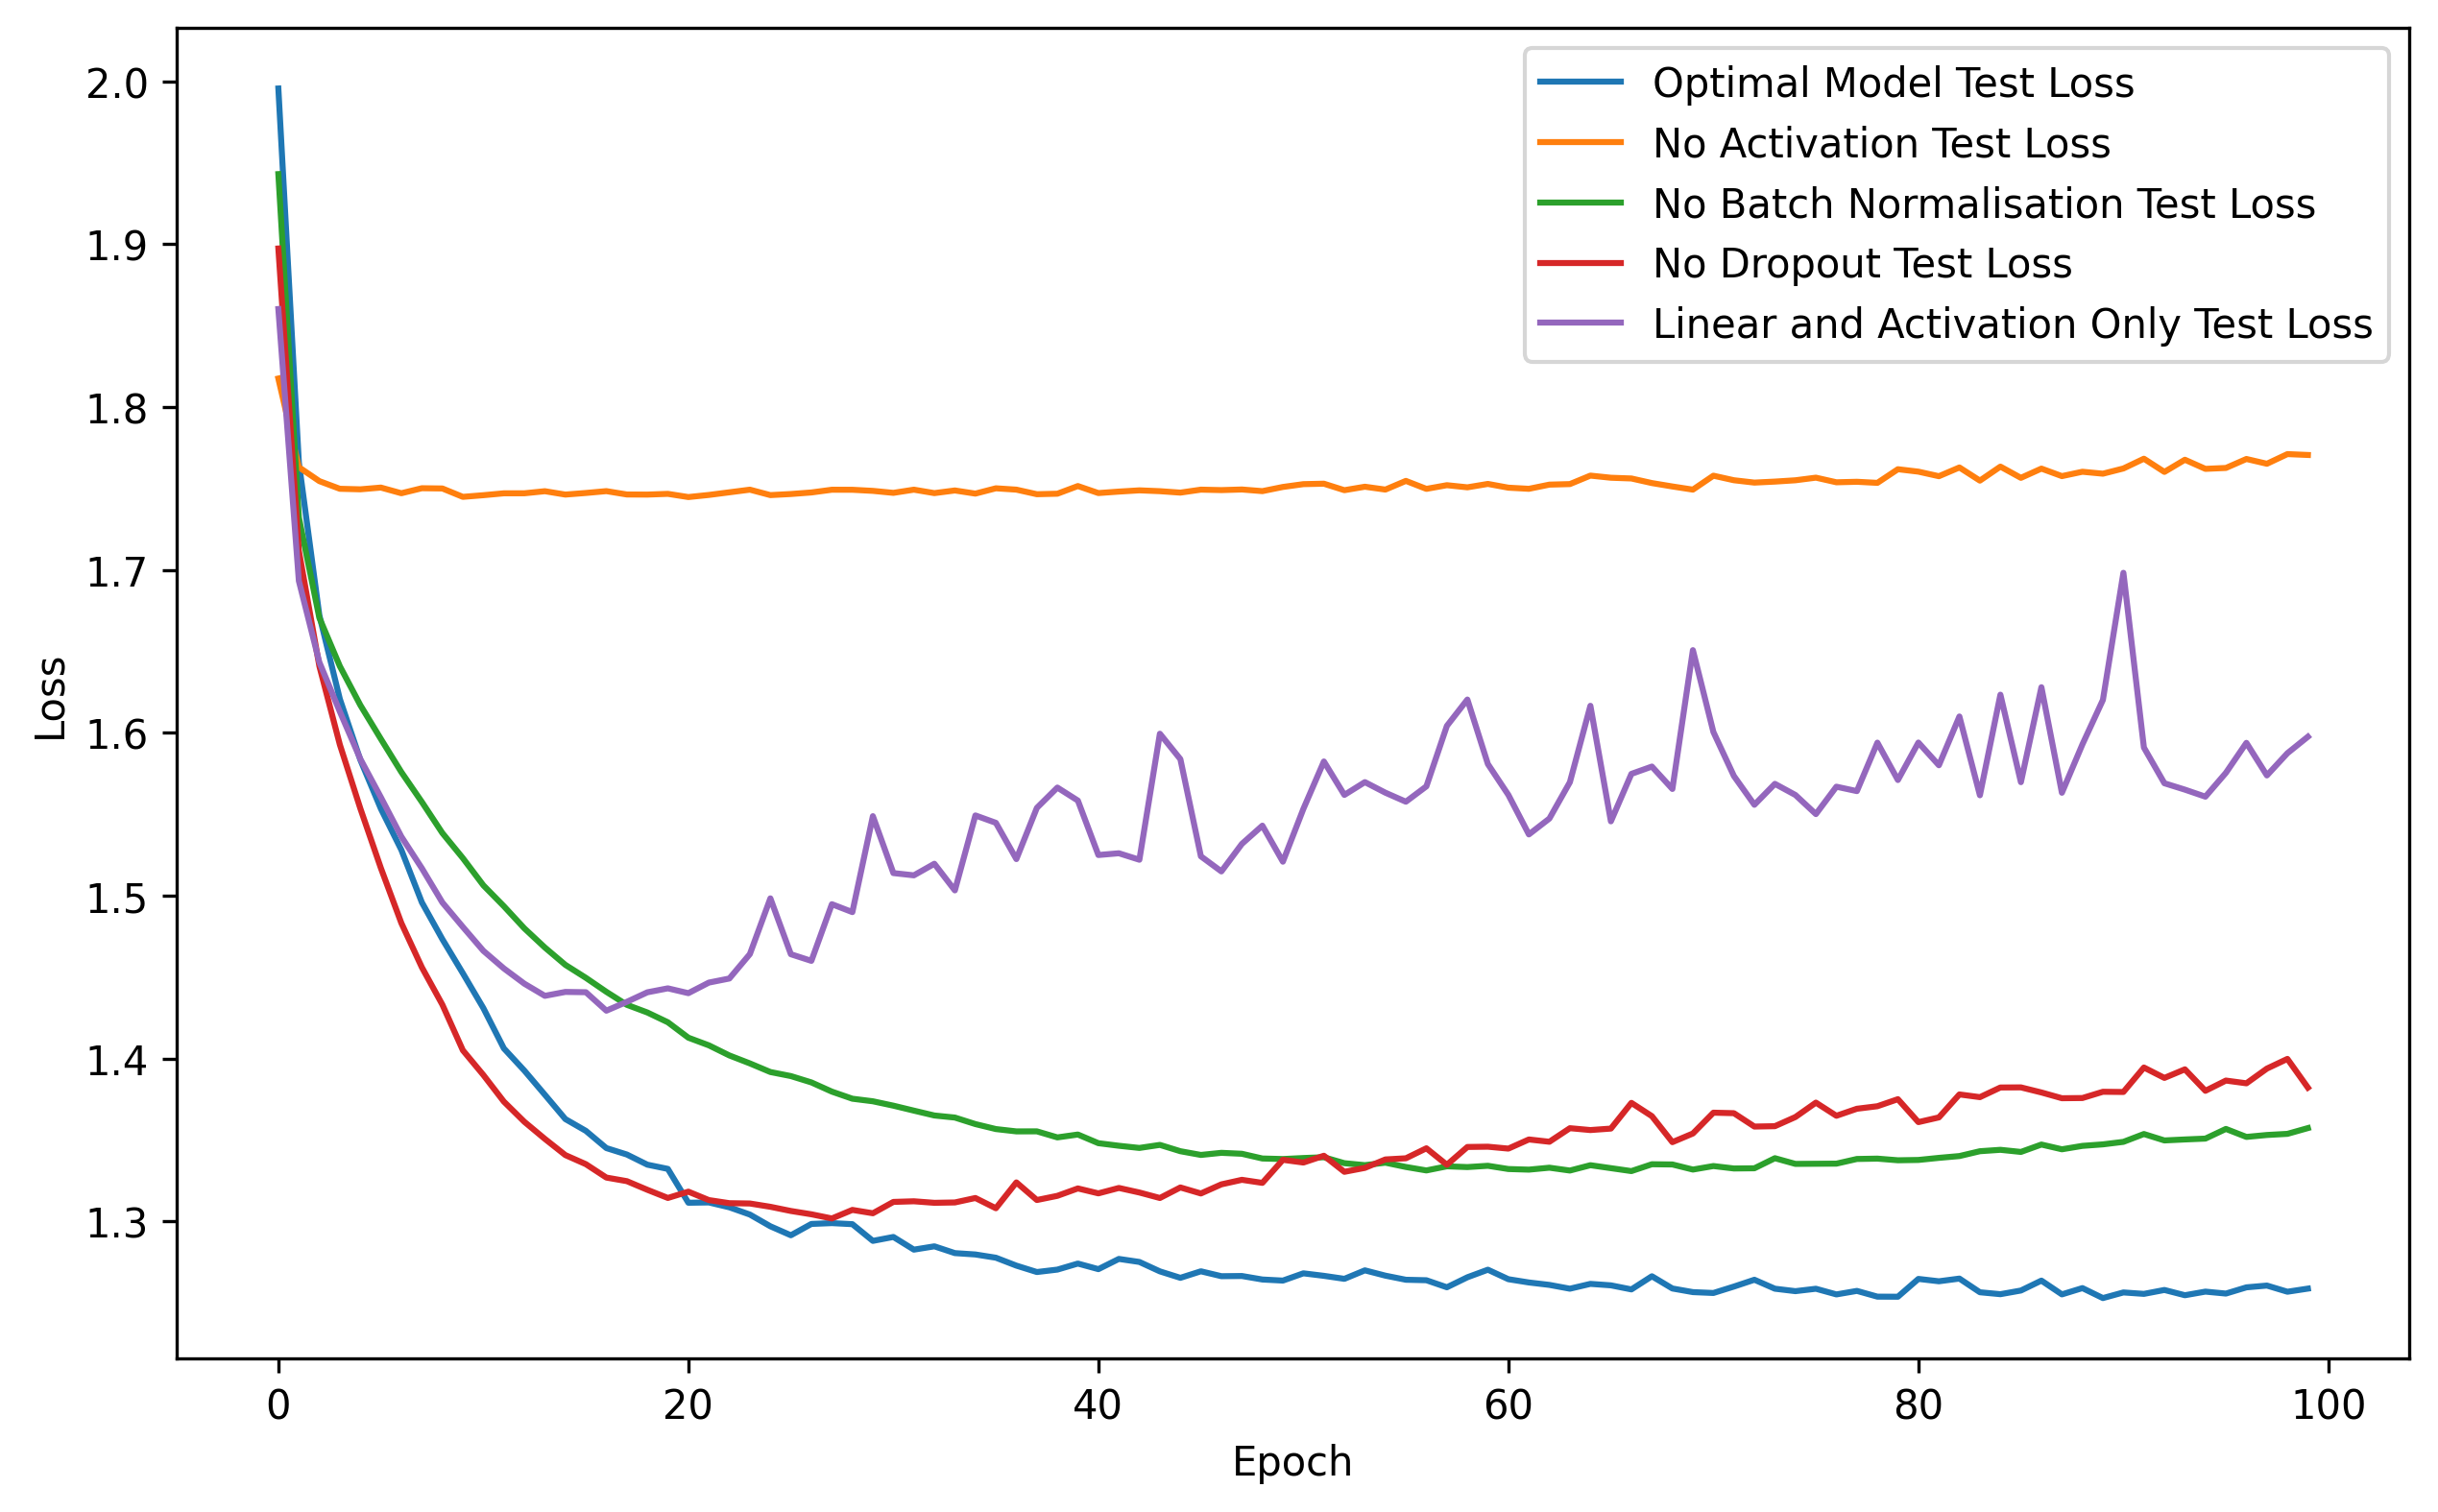 Optimal Model Test Loss
No Activation Test Loss
No Batch Normalisation Test Loss
No Dropout Test Loss
Linear and Activation Only Test Loss
2.0
1.9
1.8
1.7
1.6
1.5
1.4
1.3
Loss
0 20 40 60 80 100
Epoch